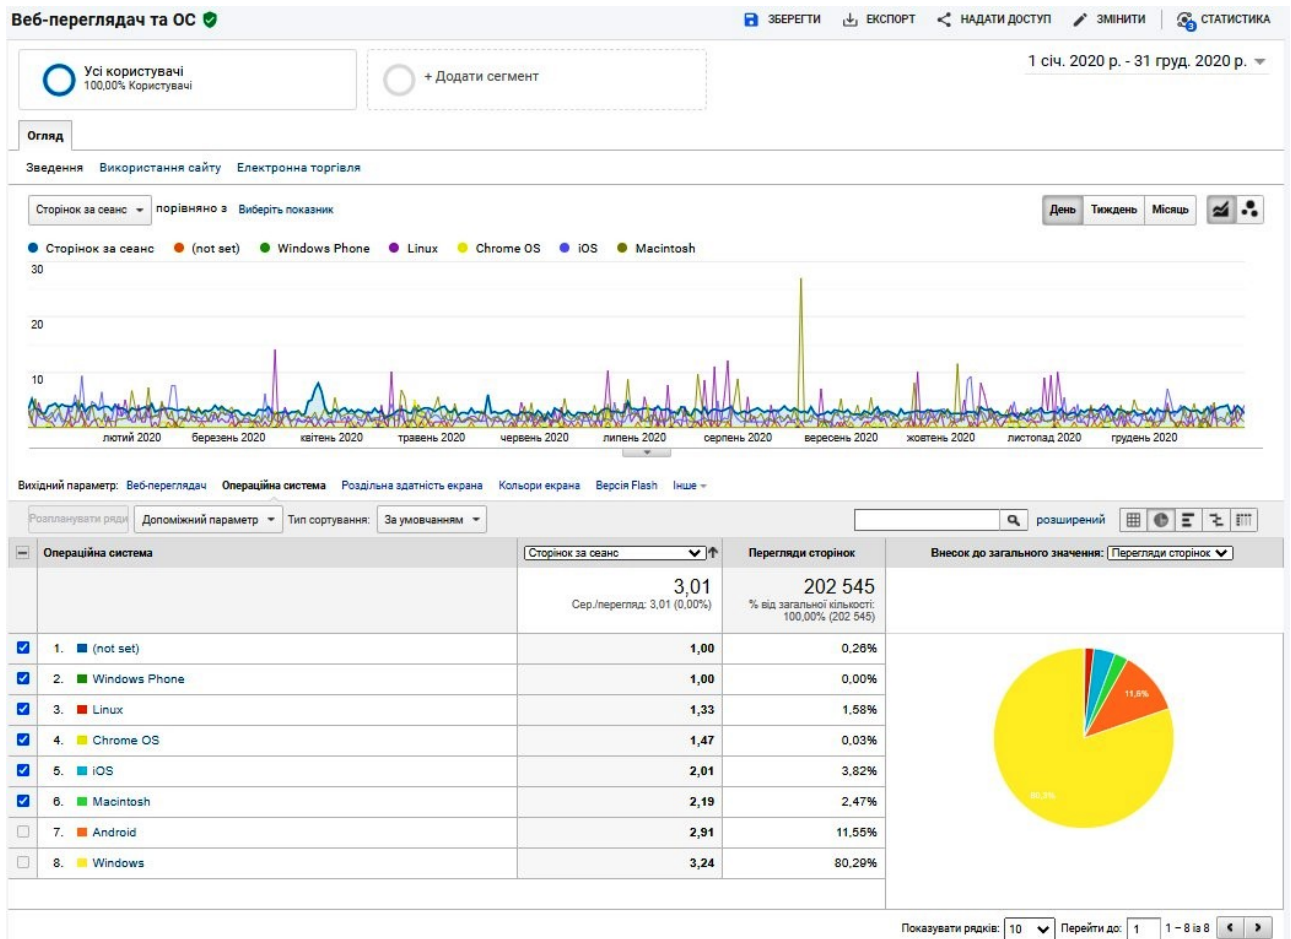 Веб-переглядач та ОС
ЗБЕРЕГТИ ЕКСПОРТ НАДАТИ ДОСТУП ЗМІНИТИ 3 СТАТИСТИКА
Усі користувачі
100,00% Користувачі
+ Додати сегмент
1 січ. 2020 р. - 31 груд. 2020 р.
Огляд
Зведення Використання сайту Електронна торгівля
Сторінок за сеанс порівняно з Виберіть показник
День Тиждень Місяць
Сторінок за сеанс (not set) Windows Phone Linux Chrome OS iOS Macintosh
30
20
10
лютий 2020 березень 2020 квітень 2020 травень 2020 червень 2020 липень 2020 серпень 2020 вересень 2020 жовтень 2020 листопад 2020 грудень 2020
Вихідний параметр: Веб-переглядач Операційна система Роздільна здатність екрана Кольори екрана Версія Flash Інше
Розпланувати ряди Допоміжний параметр Тип сортування: За умовчанням розширений
Операційна система Сторінок за сеанс Перегляди сторінок Внесок до загального значення: Перегляди сторінок
3,01 202 545
Сер./перегляд: 3,01 (0,00%) % від загальної кількості:
100,00% (202 545)
1. (not set) 1,00 0,26%
2. Windows Phone 1,00 0,00%
3. Linux 1,33 1,58%
4. Chrome OS 1,47 0,03%
5. iOS 2,01 3,82%
6. Macintosh 2,19 2,47%
7. Android 2,91 11,55%
8. Windows 3,24 80,29%
11,6%
80,3%
Показувати рядків: 10 Перейти до: 1 1 – 8 із 8